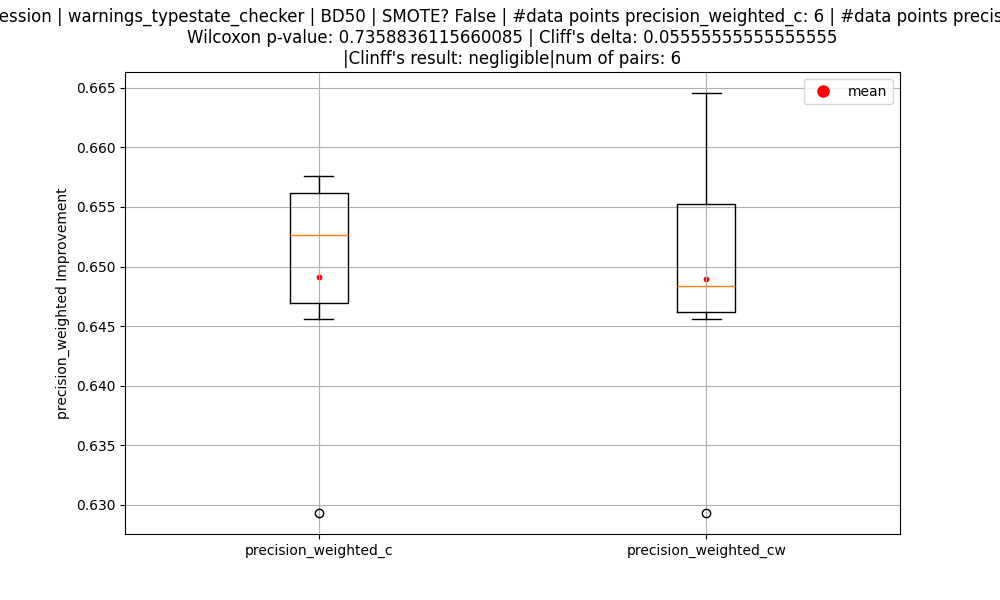 | warnings_typestate_checker | BD50 | SMOTE? False | #data points precision_weighted_c: 6 | #data points
Wilcoxon p-value: 0.7358836115660085 | Cliff's delta: 0.05555555555555555
|Clinff's result: negligible|num of pairs: 6
mean
0.665
0.660
0.655
0.650
0.645
0.640
0.635
0.630
precision_weighted Improvement
precision_weighted_c
precision_weighted_cw